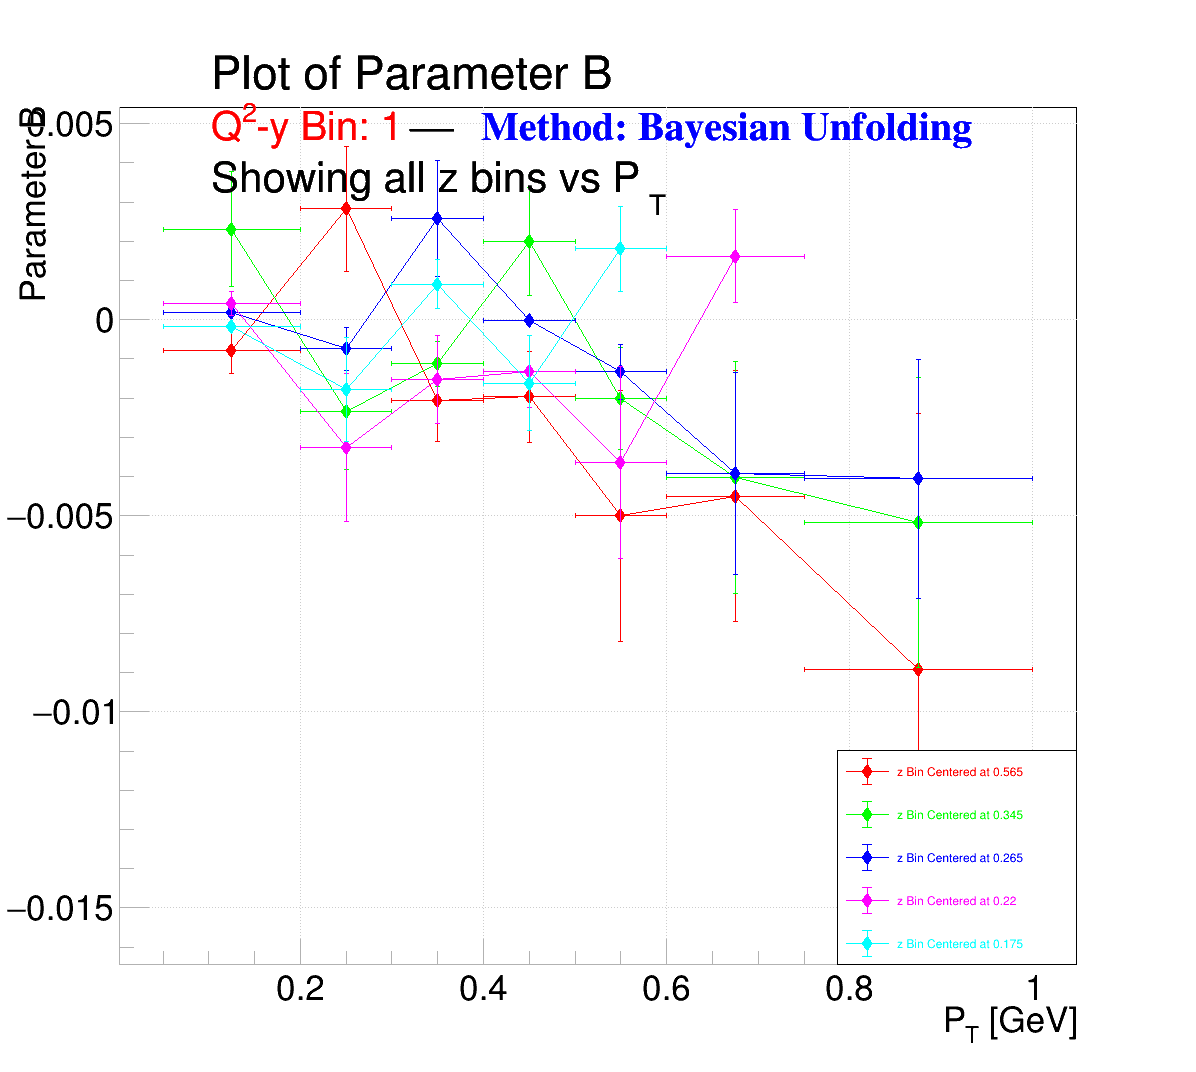 Plot of Parameter B
Q²-y Bin: 1 — Method: Bayesian Unfolding
Showing all z bins vs P_T
Parameter B
0.005
0
−0.005
−0.01
−0.015
z Bin Centered at 0.565
z Bin Centered at 0.345
z Bin Centered at 0.265
z Bin Centered at 0.22
z Bin Centered at 0.175
0.2 0.4 0.6 0.8 1
P_T [GeV]